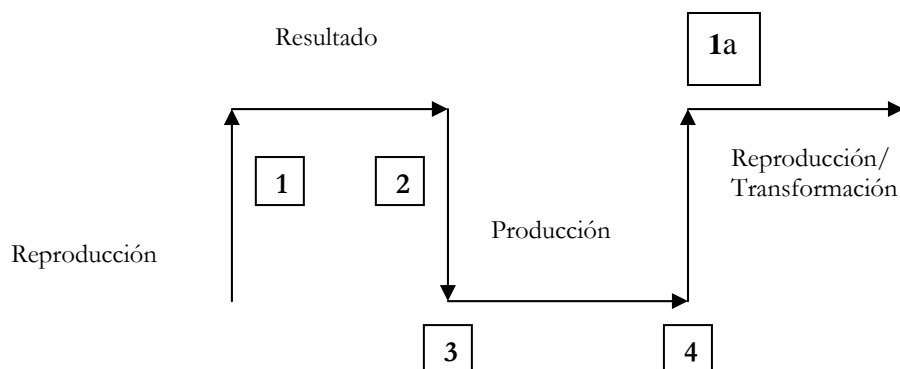 Resultado
1a
1
2
Reproducción/
Transformación
Producción
Reproducción
3
4